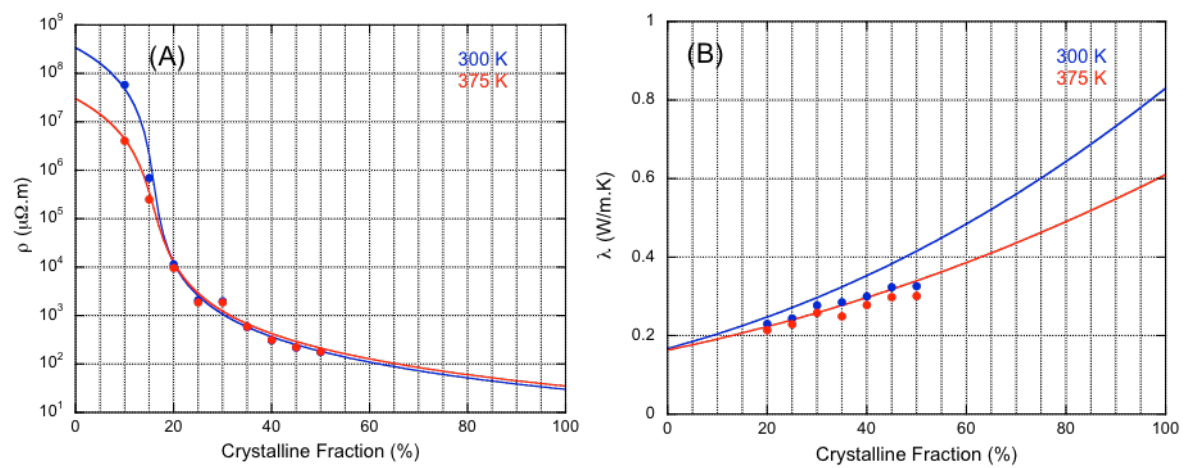 (A)
300 K
375 K
10⁹
10⁸
10⁷
10⁶
10⁵
10⁴
10³
10²
10¹
ρ (μΩ.m)
0 20 40 60 80 100
Crystalline Fraction (%)
(B)
300 K
375 K
1
0.8
0.6
0.4
0.2
0
λ (W/m.K)
0 20 40 60 80 100
Crystalline Fraction (%)